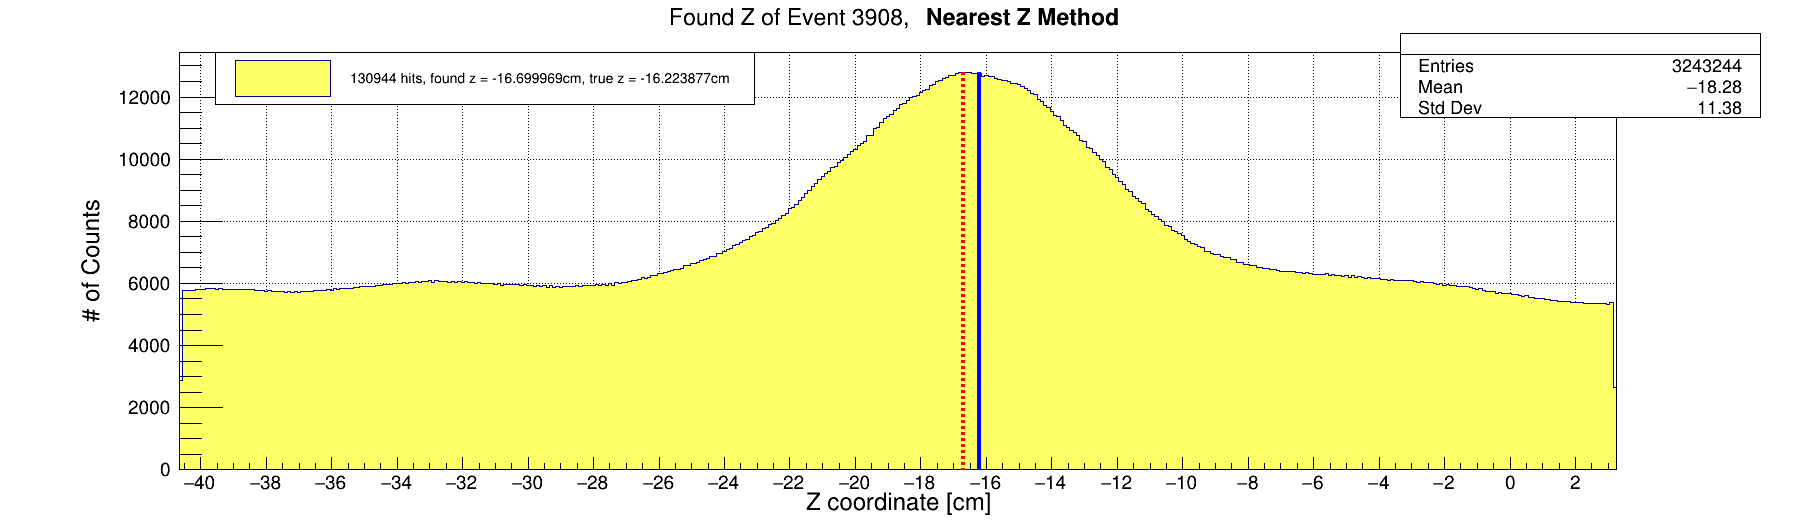 Found Z of Event 3908, Nearest Z Method
130944 hits, found z = -16.699969cm, true z = -16.223877cm
Entries 3243244
Mean −18.28
Std Dev 11.38
# of Counts
12000
10000
8000
6000
4000
2000
0
−40 −38 −36 −34 −32 −30 −28 −26 −24 −22 −20 −18 −16 −14 −12 −10 −8 −6 −4 −2 0 2
Z coordinate [cm]